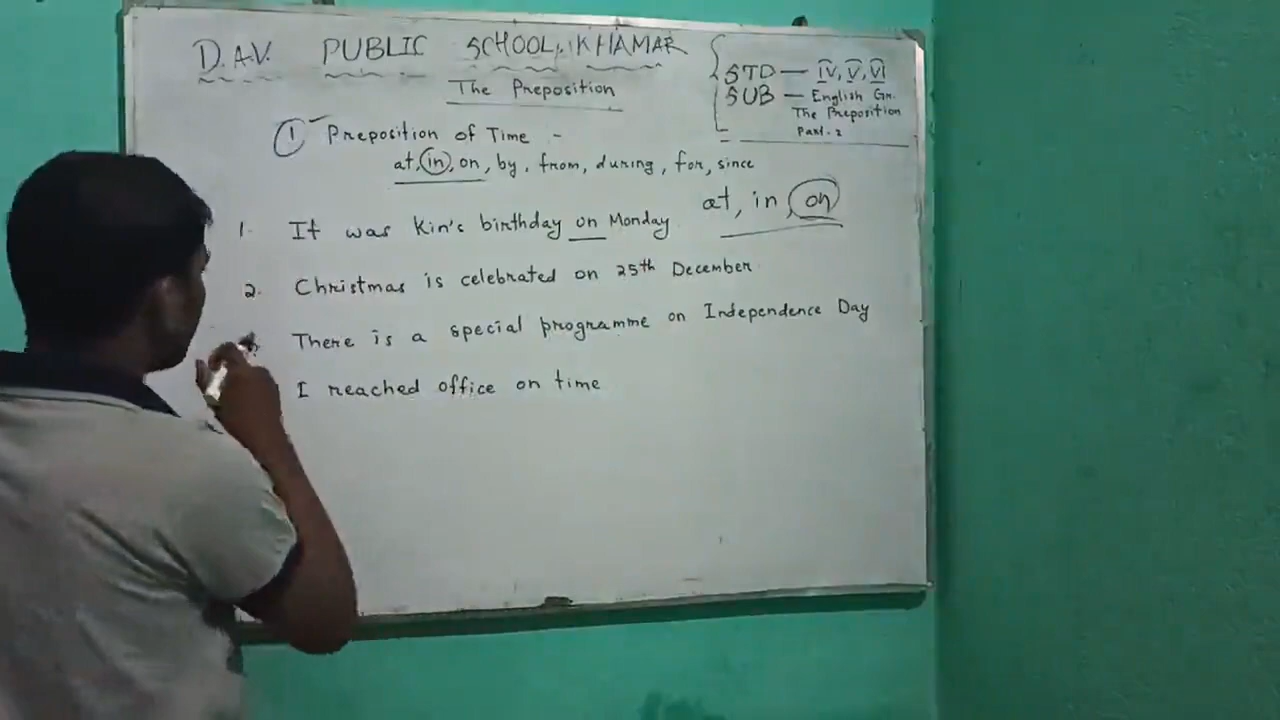 D.A.V. PUBLIC SCHOOL, KHAMAR
The Preposition
STD — IV, V, VI
SUB — English Gr.
The Preposition
Part - 2
1 Preposition of Time -
at, in, on, by, from, during, for, since
at, in, on
1. It was Kin's birthday on Monday
2. Christmas is celebrated on 25th December
There is a special programme on Independence Day
I reached office on time